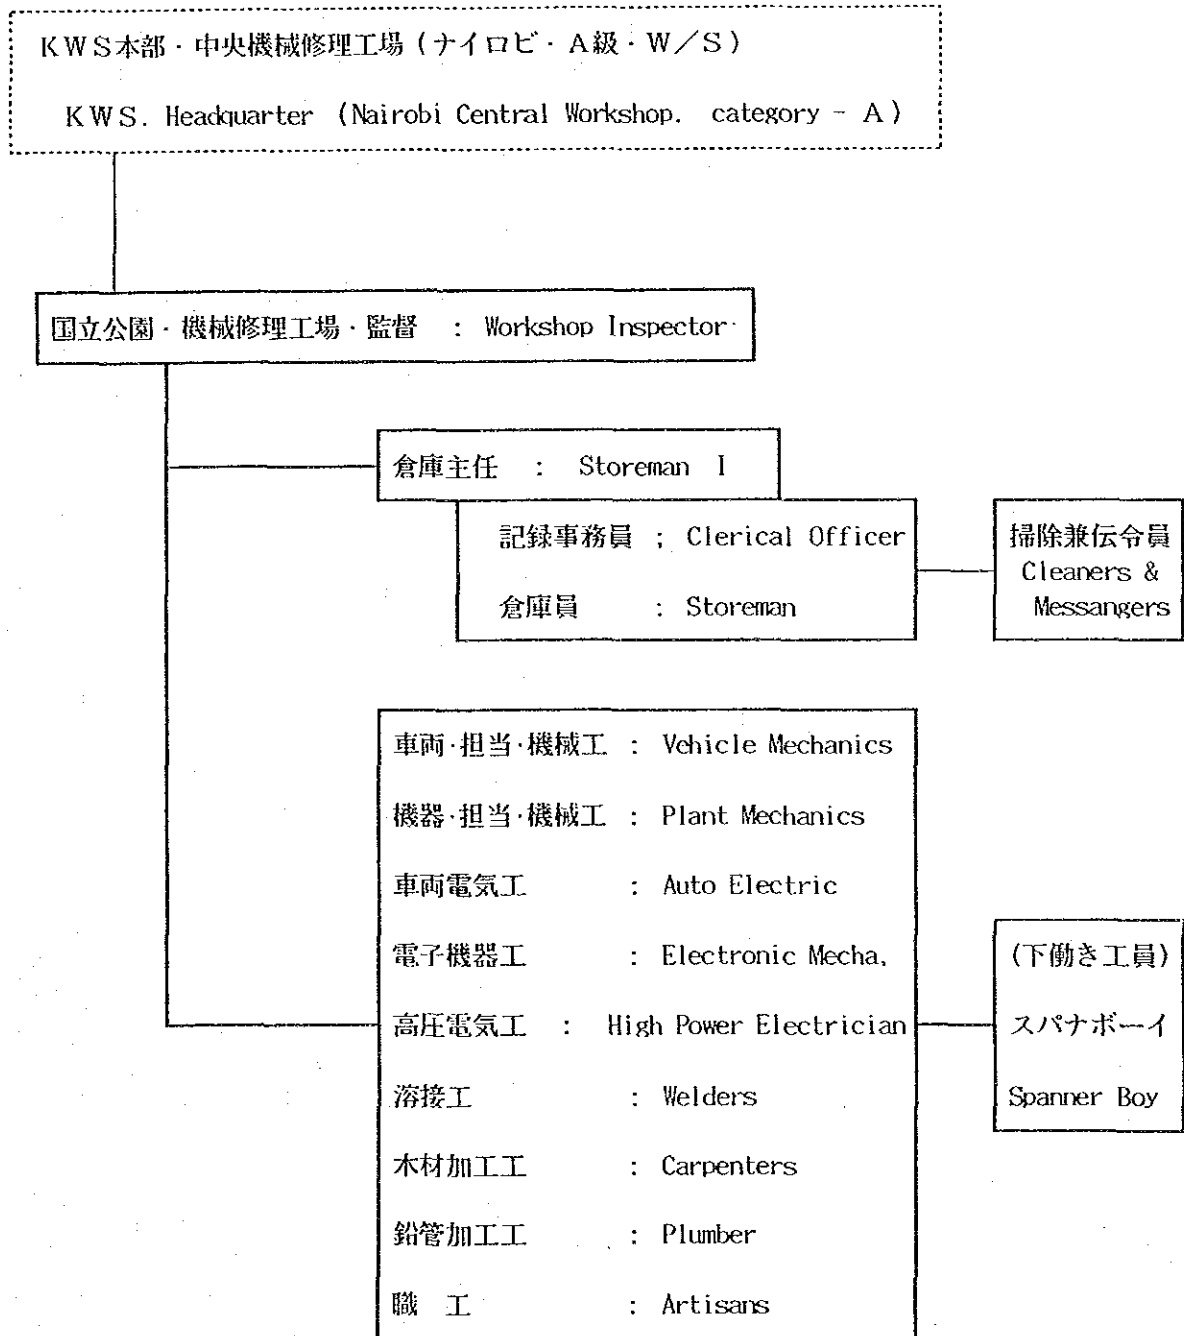 KWS本部・中央機械修理工場(ナイロビ・A級・W/S)
KWS. Headquarter (Nairobi Central Workshop. category - A)
国立公園・機械修理工場・監督 : Workshop Inspector
倉庫主任 : Storeman I
記録事務員 ; Clerical Officer
倉庫員 : Storeman
掃除兼伝令員
Cleaners &
Messangers
車両・担当・機械工 : Vehicle Mechanics
機器・担当・機械工 : Plant Mechanics
車両電気工 : Auto Electric
電子機器工 : Electronic Mecha.
高圧電気工 : High Power Electrician
溶接工 : Welders
木材加工工 : Carpenters
鉛管加工工 : Plumber
職 工 : Artisans
(下働き工員)
スパナボーイ
Spanner Boy